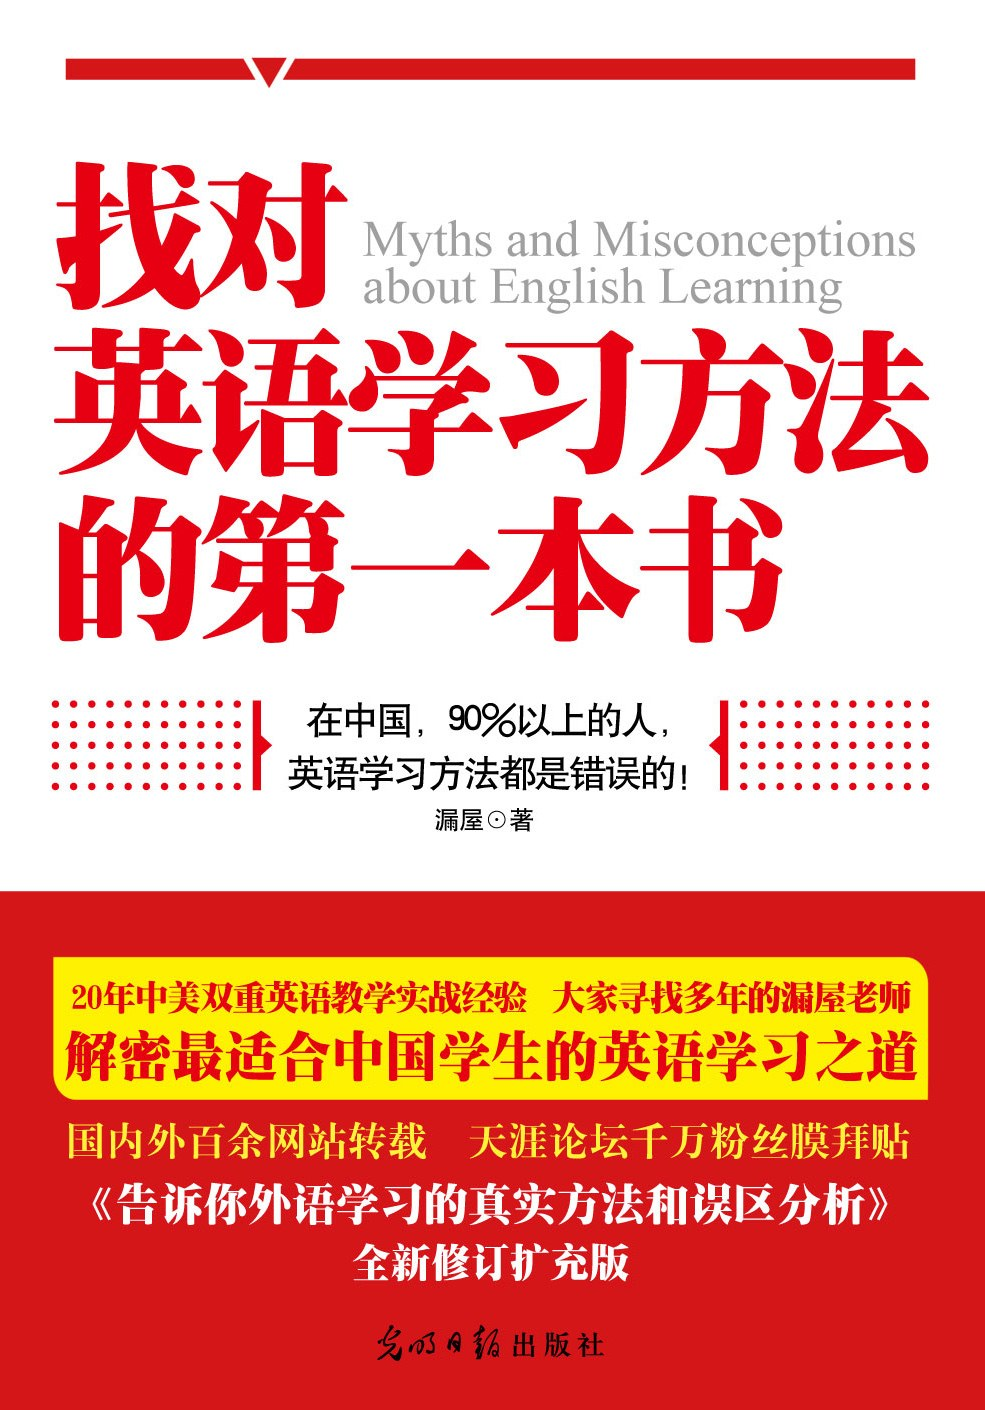 找对
Myths and Misconceptions
about English Learning
英语学习方法
的第一本书
在中国，90%以上的人，
英语学习方法都是错误的！
漏屋⊙著
20年中美双重英语教学实战经验　大家寻找多年的漏屋老师
解密最适合中国学生的英语学习之道
国内外百余网站转载　天涯论坛千万粉丝膜拜贴
《告诉你外语学习的真实方法和误区分析》
全新修订扩充版
光明日报出版社